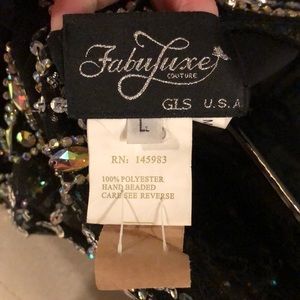 FabuLuxe
COUTURE
GLS U.S.A
L
RN: 145983
100% POLYESTER
HAND BEADED
CARE SEE REVERSE